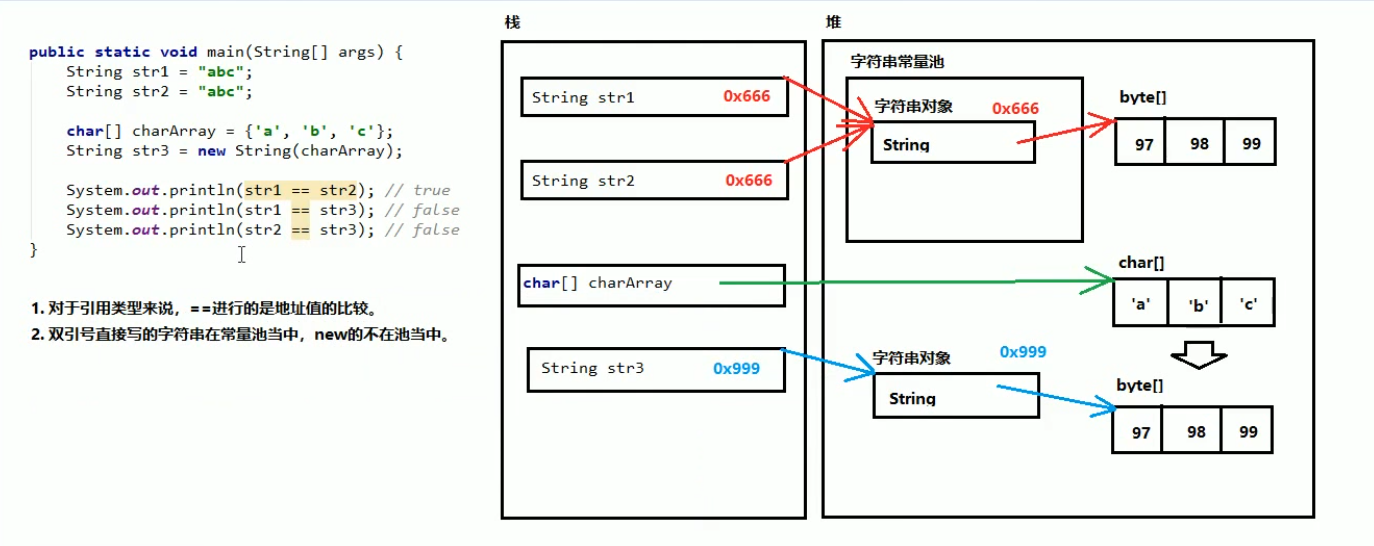 public static void main(String[] args) {
String str1 = "abc";
String str2 = "abc";
char[] charArray = {'a', 'b', 'c'};
String str3 = new String(charArray);
System.out.println(str1 == str2); // true
System.out.println(str1 == str3); // false
System.out.println(str2 == str3); // false
}
1. 对于引用类型来说，==进行的是地址值的比较。
2. 双引号直接写的字符串在常量池当中，new的不在池当中。
栈
String str1 0x666
String str2 0x666
char[] charArray
String str3 0x999
堆
字符串常量池
字符串对象 0x666
String
byte[]
97 98 99
char[]
'a' 'b' 'c'
字符串对象 0x999
String
byte[]
97 98 99